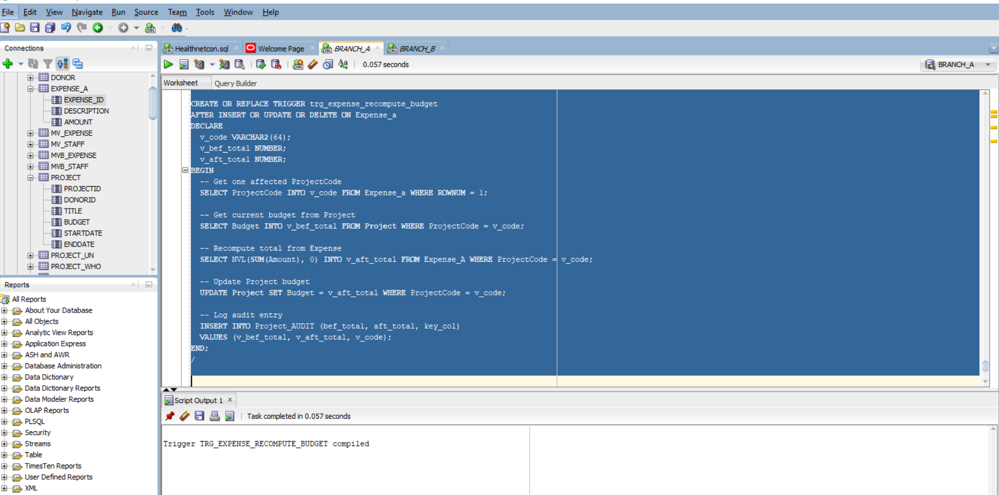 File Edit View Navigate Run Source Team Tools Window Help
Connections
DONOR
EXPENSE_A
EXPENSE_ID
DESCRIPTION
AMOUNT
MV_EXPENSE
MV_STAFF
MVB_EXPENSE
MVB_STAFF
PROJECT
PROJECTID
DONORID
TITLE
BUDGET
STARTDATE
ENDDATE
PROJECT_UN
PROJECT_WHO
Reports
All Reports
About Your Database
All Objects
Analytic View Reports
Application Express
ASH and AWR
Database Administration
Data Dictionary
Data Dictionary Reports
Data Modeler Reports
OLAP Reports
PLSQL
Security
Streams
Table
TimesTen Reports
User Defined Reports
XML
Healthnetcon.sql Welcome Page BRANCH_A BRANCH_B
0.057 seconds BRANCH_A
Worksheet Query Builder
CREATE OR REPLACE TRIGGER trg_expense_recompute_budget
AFTER INSERT OR UPDATE OR DELETE ON Expense_a
DECLARE
v_code VARCHAR2(64);
v_bef_total NUMBER;
v_aft_total NUMBER;
BEGIN
-- Get one affected ProjectCode
SELECT ProjectCode INTO v_code FROM Expense_a WHERE ROWNUM = 1;
-- Get current budget from Project
SELECT Budget INTO v_bef_total FROM Project WHERE ProjectCode = v_code;
-- Recompute total from Expense
SELECT NVL(SUM(Amount), 0) INTO v_aft_total FROM Expense_A WHERE ProjectCode = v_code;
-- Update Project budget
UPDATE Project SET Budget = v_aft_total WHERE ProjectCode = v_code;
-- Log audit entry
INSERT INTO Project_AUDIT (bef_total, aft_total, key_col)
VALUES (v_bef_total, v_aft_total, v_code);
END;
/
Script Output 1
Task completed in 0.057 seconds
Trigger TRG_EXPENSE_RECOMPUTE_BUDGET compiled